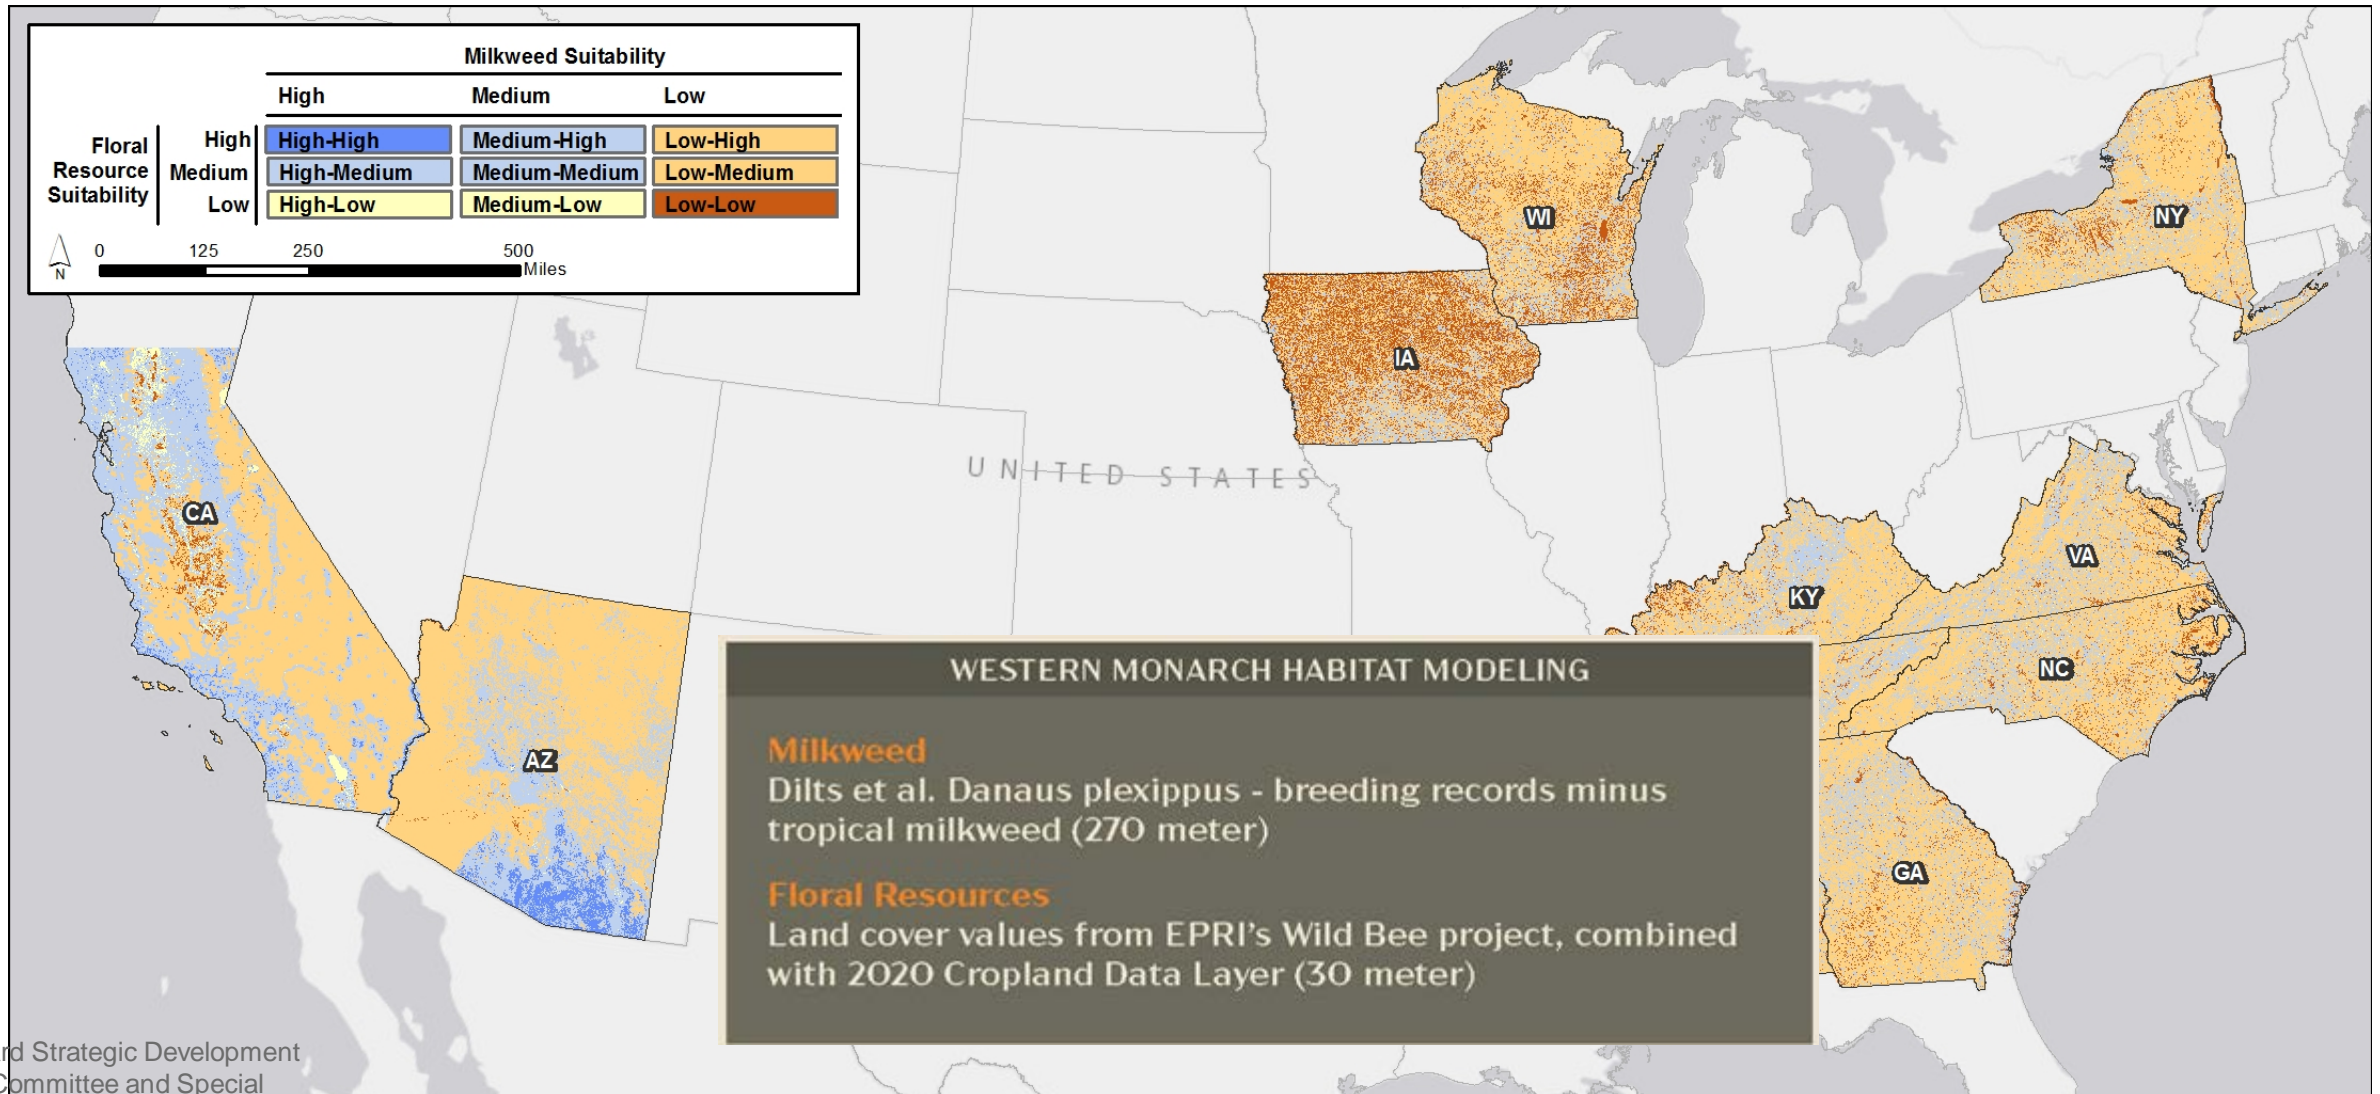 Milkweed Suitability
High Medium Low
Floral Resource Suitability
High High-High Medium-High Low-High
Medium High-Medium Medium-Medium Low-Medium
Low High-Low Medium-Low Low-Low
N
0 125 250 500 Miles
WI
NY
IA
UNITED STATES
CA
VA
KY
NC
AZ
GA
WESTERN MONARCH HABITAT MODELING
Milkweed
Dilts et al. Danaus plexippus - breeding records minus
tropical milkweed (270 meter)
Floral Resources
Land cover values from EPRI's Wild Bee project, combined
with 2020 Cropland Data Layer (30 meter)
rd Strategic Development
Committee and Special